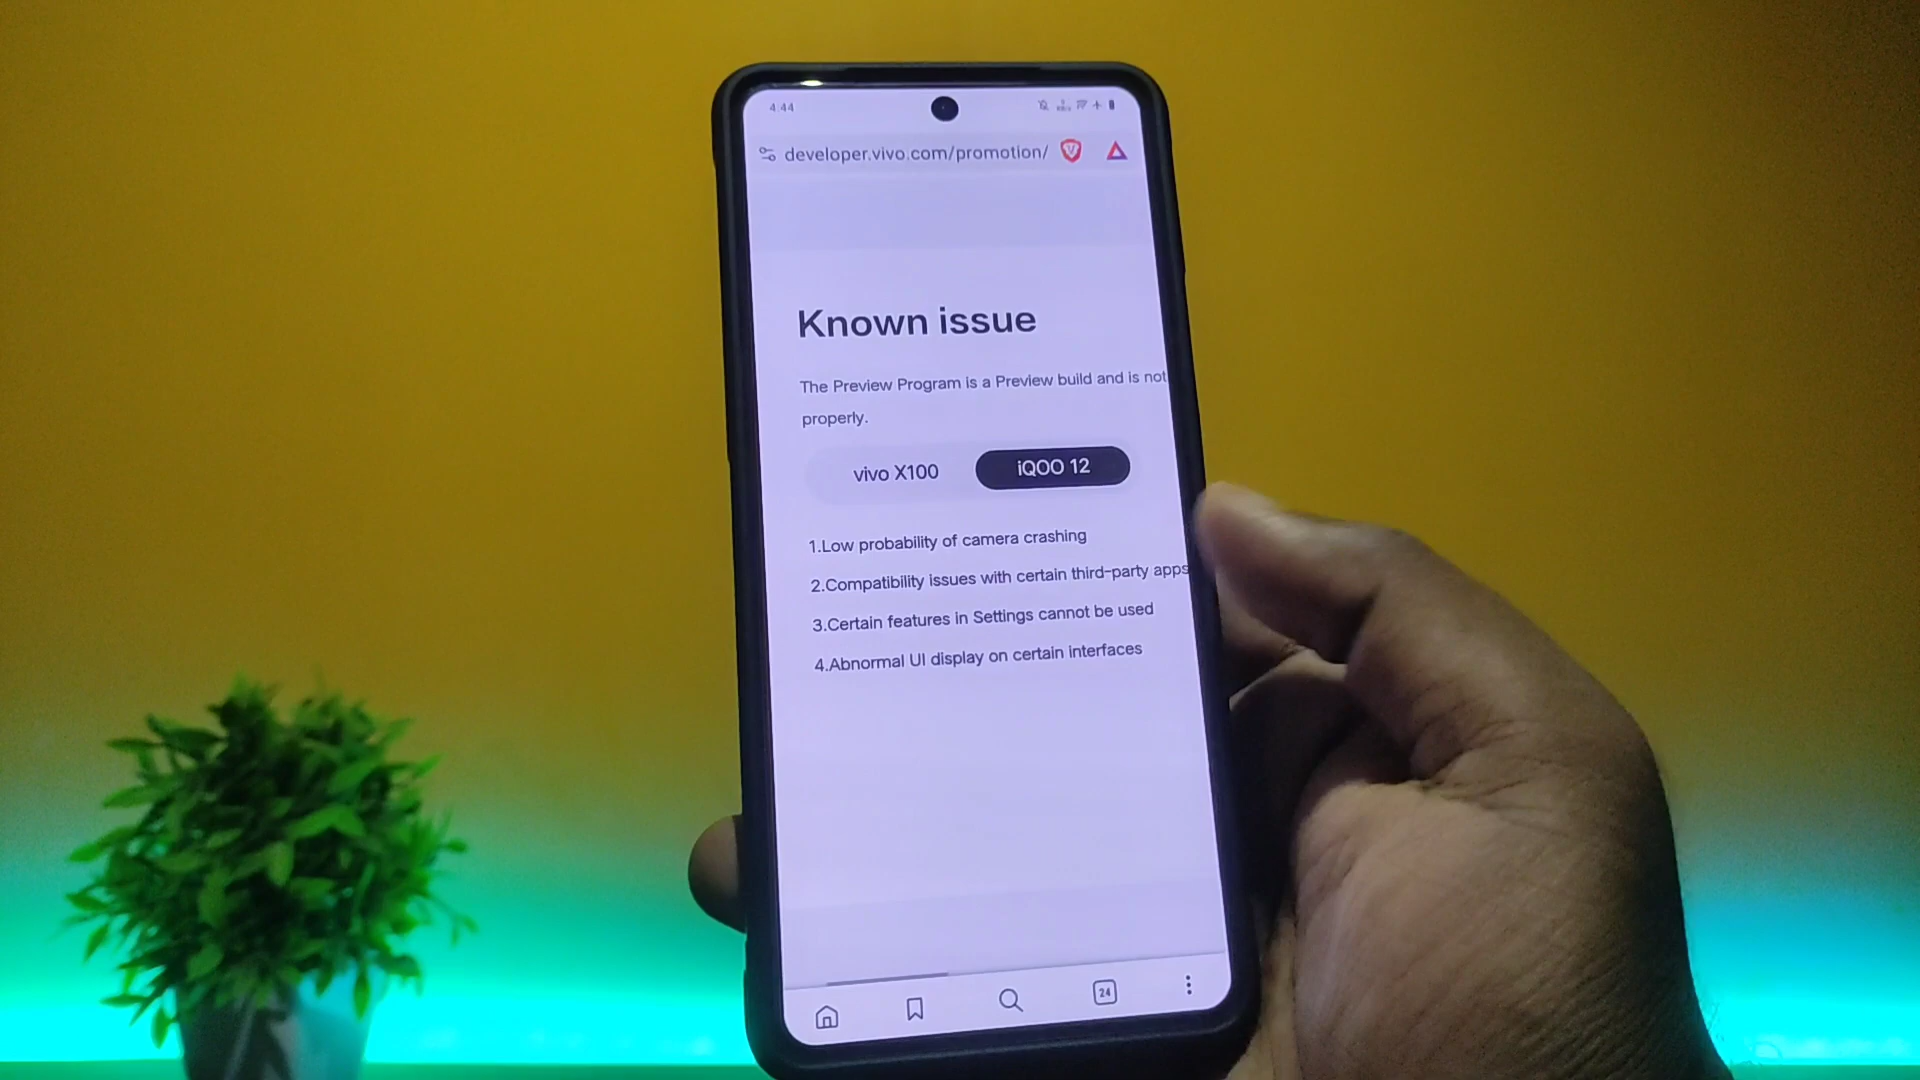 4:44
developer.vivo.com/promotion/
Known issue
The Preview Program is a Preview build and is not
properly.
vivo X100
iQOO 12
1.Low probability of camera crashing
2.Compatibility issues with certain third-party apps
3.Certain features in Settings cannot be used
4.Abnormal UI display on certain interfaces
24